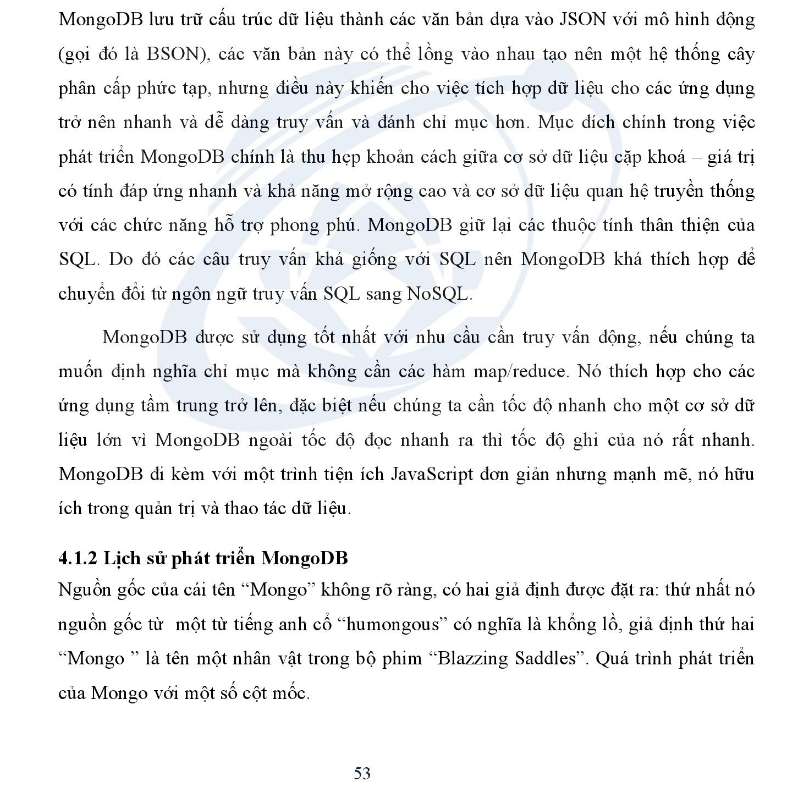 MongoDB lưu trữ cấu trúc dữ liệu thành các văn bản dựa vào JSON với mô hình động
(gọi đó là BSON), các văn bản này có thể lồng vào nhau tạo nên một hệ thống cây
phân cấp phức tạp, nhưng điều này khiến cho việc tích hợp dữ liệu cho các ứng dụng
trở nên nhanh và dễ dàng truy vấn và đánh chỉ mục hơn. Mục đích chính trong việc
phát triển MongoDB chính là thu hẹp khoản cách giữa cơ sở dữ liệu cặp khoá – giá trị
có tính đáp ứng nhanh và khả năng mở rộng cao và cơ sở dữ liệu quan hệ truyền thống
với các chức năng hỗ trợ phong phú. MongoDB giữ lại các thuộc tính thân thiện của
SQL. Do đó các câu truy vấn khá giống với SQL nên MongoDB khá thích hợp để
chuyển đổi từ ngôn ngữ truy vấn SQL sang NoSQL.
MongoDB được sử dụng tốt nhất với nhu cầu cần truy vấn động, nếu chúng ta
muốn định nghĩa chỉ mục mà không cần các hàm map/reduce. Nó thích hợp cho các
ứng dụng tầm trung trở lên, đặc biệt nếu chúng ta cần tốc độ nhanh cho một cơ sở dữ
liệu lớn vì MongoDB ngoài tốc độ đọc nhanh ra thì tốc độ ghi của nó rất nhanh.
MongoDB đi kèm với một trình tiện ích JavaScript đơn giản nhưng mạnh mẽ, nó hữu
ích trong quản trị và thao tác dữ liệu.
4.1.2 Lịch sử phát triển MongoDB
Nguồn gốc của cái tên “Mongo” không rõ ràng, có hai giả định được đặt ra: thứ nhất nó
nguồn gốc từ một từ tiếng anh cổ “humongous” có nghĩa là khổng lồ, giả định thứ hai
“Mongo ” là tên một nhân vật trong bộ phim “Blazzing Saddles”. Quá trình phát triển
của Mongo với một số cột mốc.
53